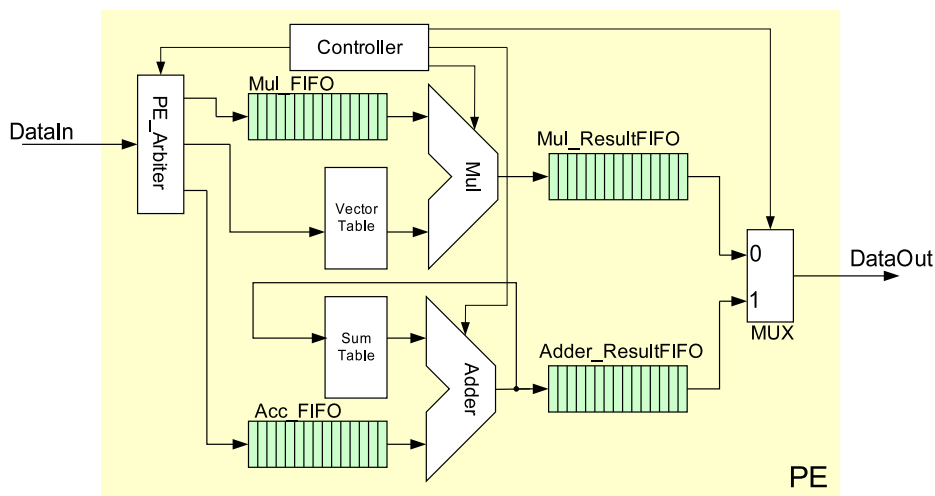 Controller
Mul_FIFO
PE_Arbiter
DataIn
Mul
Mul_ResultFIFO
Vector
Table
0
DataOut
1
MUX
Sum
Table
Adder
Adder_ResultFIFO
Acc_FIFO
PE